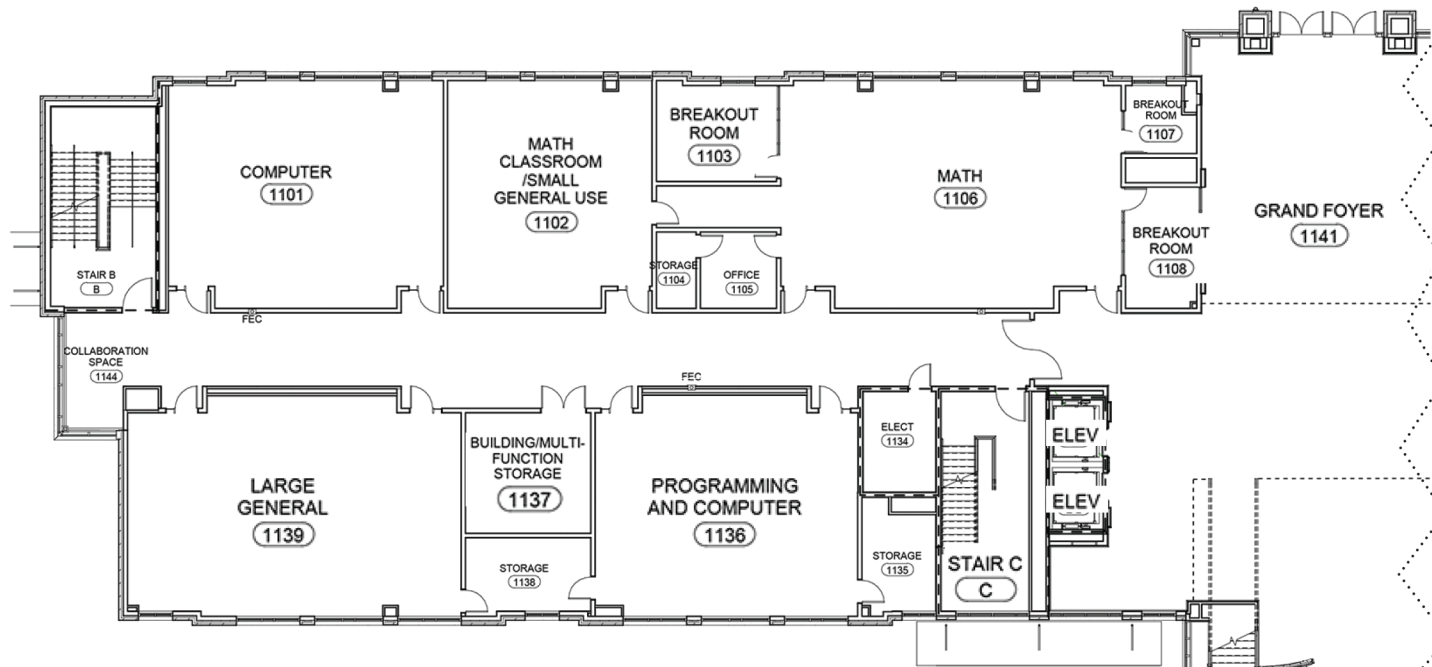 COMPUTER
1101
MATH
CLASSROOM
/SMALL
GENERAL USE
1102
BREAKOUT
ROOM
1103
MATH
1106
BREAKOUT
ROOM
1107
GRAND FOYER
1141
BREAKOUT
ROOM
1108
STAIR B
B
STORAGE
1104
OFFICE
1105
FEC
COLLABORATION
SPACE
1144
FEC
LARGE
GENERAL
1139
BUILDING/MULTI-
FUNCTION
STORAGE
1137
STORAGE
1138
PROGRAMMING
AND COMPUTER
1136
ELECT
1134
STORAGE
1135
STAIR C
C
ELEV
ELEV